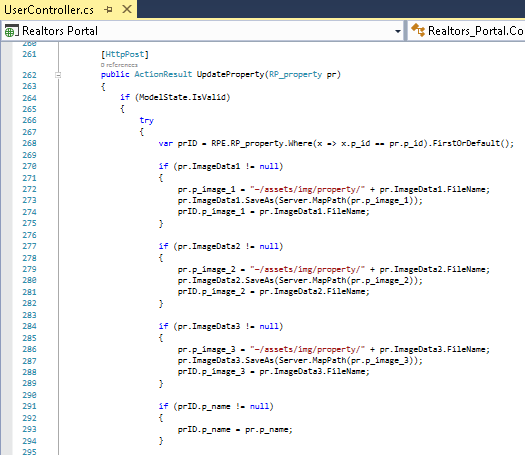 UserController.cs
Realtors Portal Realtors_Portal.Co
260
261 [HttpPost]
0 references
262 public ActionResult UpdateProperty(RP_property pr)
263 {
264 if (ModelState.IsValid)
265 {
266 try
267 {
268 var prID = RPE.RP_property.Where(x => x.p_id == pr.p_id).FirstOrDefault();
269
270 if (pr.ImageData1 != null)
271 {
272 pr.p_image_1 = "~/assets/img/property/" + pr.ImageData1.FileName;
273 pr.ImageData1.SaveAs(Server.MapPath(pr.p_image_1));
274 prID.p_image_1 = pr.ImageData1.FileName;
275 }
276
277 if (pr.ImageData2 != null)
278 {
279 pr.p_image_2 = "~/assets/img/property/" + pr.ImageData2.FileName;
280 pr.ImageData2.SaveAs(Server.MapPath(pr.p_image_2));
281 prID.p_image_2 = pr.ImageData2.FileName;
282 }
283
284 if (pr.ImageData3 != null)
285 {
286 pr.p_image_3 = "~/assets/img/property/" + pr.ImageData3.FileName;
287 pr.ImageData3.SaveAs(Server.MapPath(pr.p_image_3));
288 prID.p_image_3 = pr.ImageData3.FileName;
289 }
290
291 if (prID.p_name != null)
292 {
293 prID.p_name = pr.p_name;
294 }
295